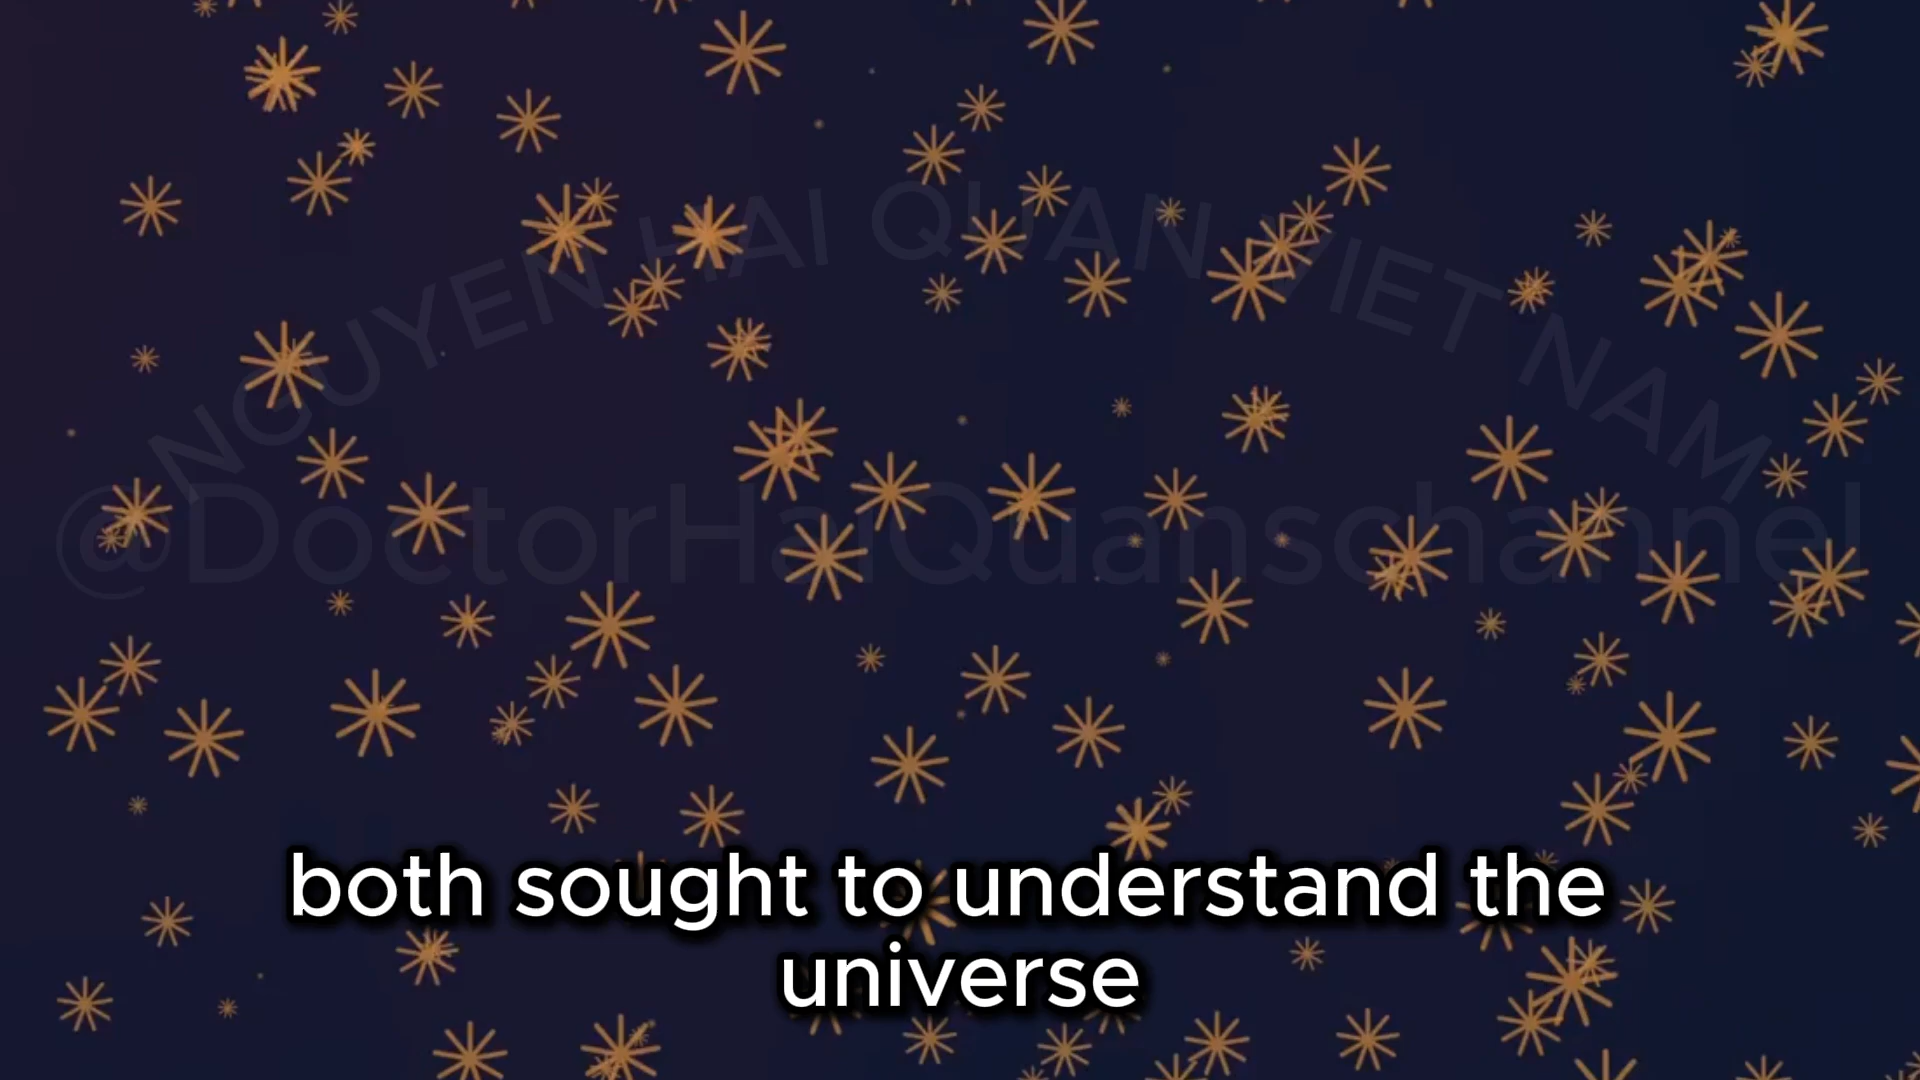 NGUYEN HAI QUAN VIET NAM
@DoctorHaiQuanschannel
both sought to understand the
universe